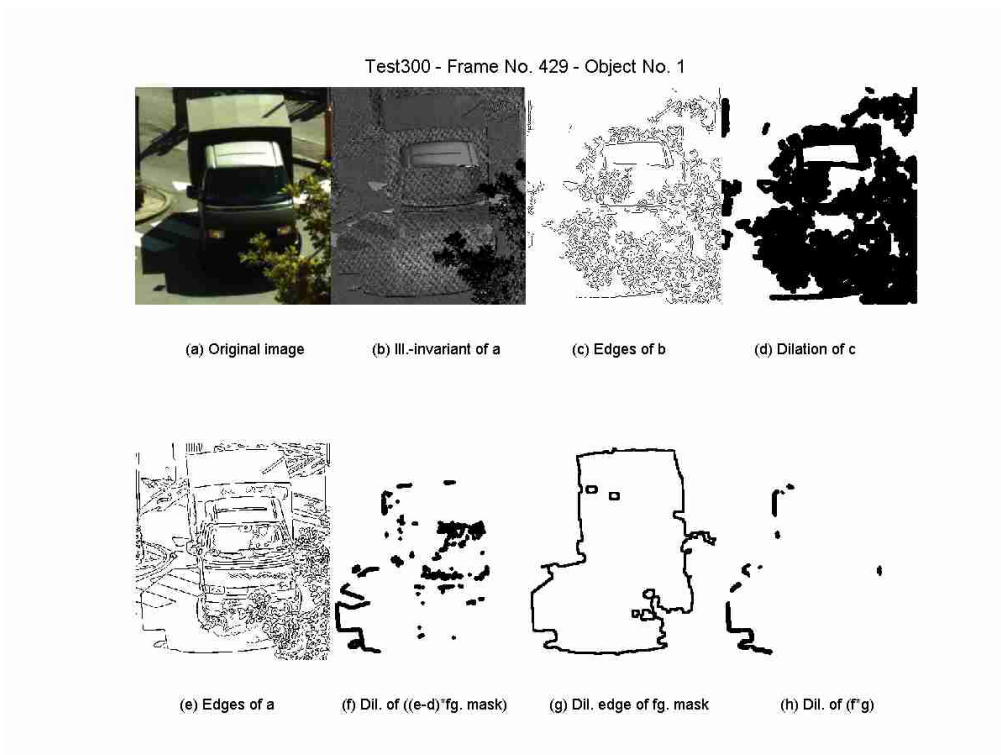 Test300 - Frame No. 429 - Object No. 1
(a) Original image
(b) Ill.-invariant of a
(c) Edges of b
(d) Dilation of c
(e) Edges of a
(f) Dil. of ((e-d)*fg. mask)
(g) Dil. edge of fg. mask
(h) Dil. of (f*g)